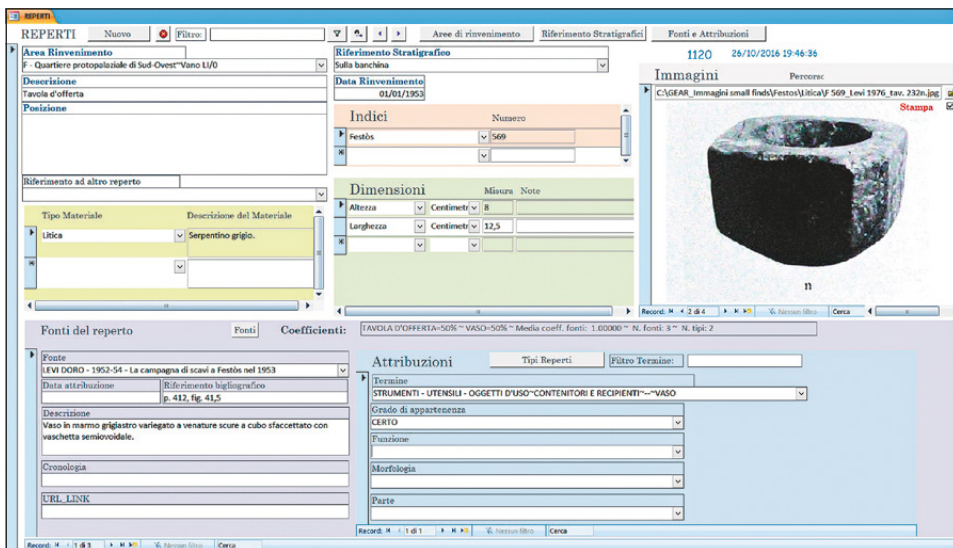 REPERTI
REPERTI Nuovo Filtro: Aree di rinvenimento Riferimento Stratigrafici Fonti e Attribuzioni
Area Rinvenimento
F - Quartiere protopalaziale di Sud-Ovest~Vano LI/0
Riferimento Stratigrafico
Sulla banchina
1120 26/10/2016 19:46:36
Descrizione
Tavola d'offerta
Data Rinvenimento
01/01/1953
Immagini Percorso
C:\GEAR_Immagini small finds\Festos\Litica\F 569_Levi 1976_tav. 232n.jpg
Stampa
n
Record: 2 di 4 Nessun filtro Cerca
Posizione
Indici Numero
Festòs 569
Riferimento ad altro reperto
Dimensioni Misura Note
Altezza Centimetr 8
Larghezza Centimetr 12,5
Tipo Materiale Descrizione del Materiale
Litica Serpentino grigio.
Fonti del reperto Fonti Coefficienti: TAVOLA D'OFFERTA=50% ~ VASO=50% ~ Media coeff. fonti: 1.00000 ~ N. fonti: 3 ~ N. tipi: 2
Fonte
LEVI DORO - 1952-54 - La campagna di scavi a Festòs nel 1953
Data attribuzione Riferimento bigliografico
p. 412, fig. 41,5
Descrizione
Vaso in marmo grigiastro variegato a venature scure a cubo sfaccettato con
vaschetta semiovoidale.
Cronologia
URL_LINK
Record: 1 di 3 Nessun filtro Cerca
Attribuzioni Tipi Reperti Filtro Termine:
Termine
STRUMENTI - UTENSILI - OGGETTI D'USO~CONTENITORI E RECIPIENTI~--~VASO
Grado di appartenenza
CERTO
Funzione
Morfologia
Parte
Record: 1 di 1 Nessun filtro Cerca